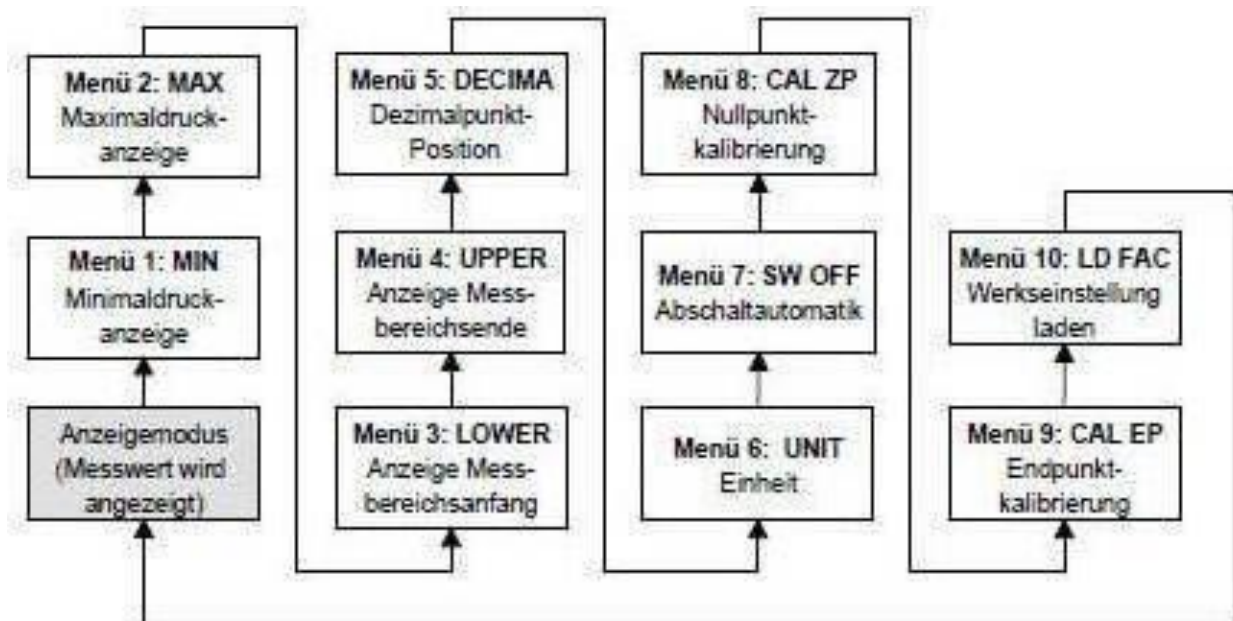 Menü 2: MAX
Maximaldruck-
anzeige
Menü 1: MIN
Minimaldruck-
anzeige
Anzeigemodus
(Messwert wird
angezeigt)
Menü 5: DECIMA
Dezimalpunkt-
Position
Menü 4: UPPER
Anzeige Mess-
bereichsende
Menü 3: LOWER
Anzeige Mess-
bereichsanfang
Menü 8: CAL ZP
Nullpunkt-
kalibrierung
Menü 7: SW OFF
Abschaltautomatik
Menü 6: UNIT
Einheit
Menü 10: LD FAC
Werkseinstellung
laden
Menü 9: CAL EP
Endpunkt-
kalibrierung